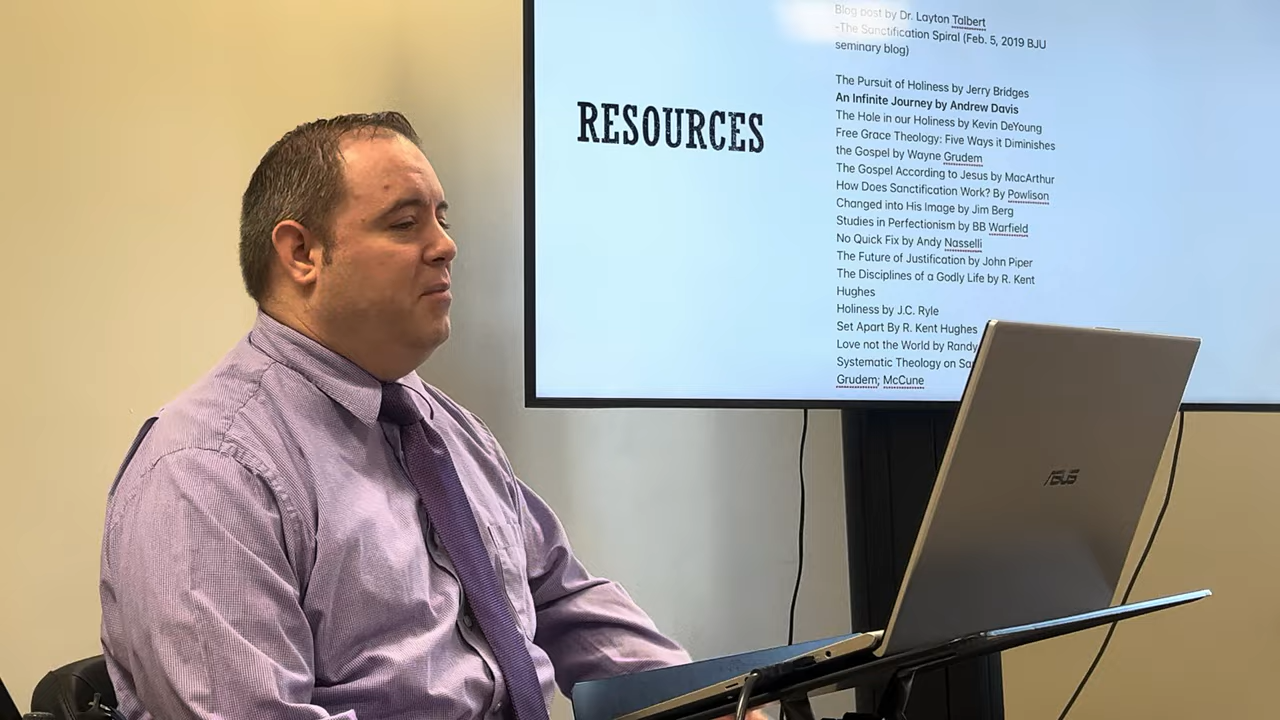 RESOURCES
Blog post by Dr. Layton Talbert
-The Sanctification Spiral (Feb. 5, 2019 BJU
seminary blog)
The Pursuit of Holiness by Jerry Bridges
An Infinite Journey by Andrew Davis
The Hole in our Holiness by Kevin DeYoung
Free Grace Theology: Five Ways it Diminishes
the Gospel by Wayne Grudem
The Gospel According to Jesus by MacArthur
How Does Sanctification Work? By Powlison
Changed into His Image by Jim Berg
Studies in Perfectionism by BB Warfield
No Quick Fix by Andy Nasselli
The Future of Justification by John Piper
The Disciplines of a Godly Life by R. Kent
Hughes
Holiness by J.C. Ryle
Set Apart By R. Kent Hughes
Love not the World by Randy
Systematic Theology on
Grudem; McCune
ASUS